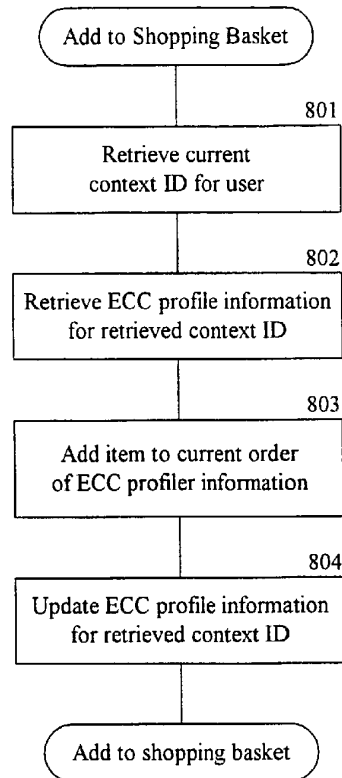 Add to Shopping Basket
801
Retrieve current
context ID for user
802
Retrieve ECC profile information
for retrieved context ID
803
Add item to current order
of ECC profiler information
804
Update ECC profile information
for retrieved context ID
Add to shopping basket